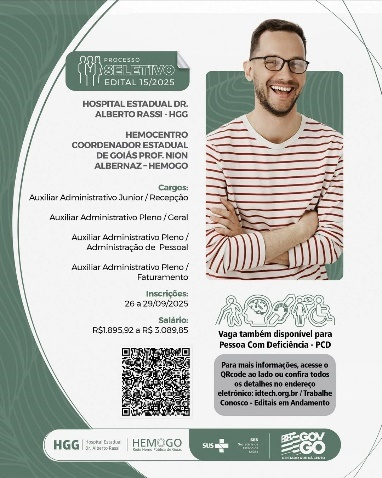 PROCESSO
SELETIVO
EDITAL 15/2025
HOSPITAL ESTADUAL DR.
ALBERTO RASSI - HGG
HEMOCENTRO
COORDENADOR ESTADUAL
DE GOIÁS PROF. NION
ALBERNAZ – HEMOGO
Cargos:
Auxiliar Administrativo Junior / Recepção
Auxiliar Administrativo Pleno / Geral
Auxiliar Administrativo Pleno /
Administração de Pessoal
Auxiliar Administrativo Pleno /
Faturamento
Inscrições:
26 a 29/09/2025
Salário:
R$1.895,92 a R$ 3.089,85
Vaga também disponível para
Pessoa Com Deficiência - PCD
Para mais informações, acesse o
QRcode ao lado ou confira todos
os detalhes no endereço
eletrônico: idtech.org.br / Trabalhe
Conosco - Editais em Andamento
HGG
Hospital Estadual
Dr. Alberto Rassi
HEMOGO
SUS
SES
GOV
GO